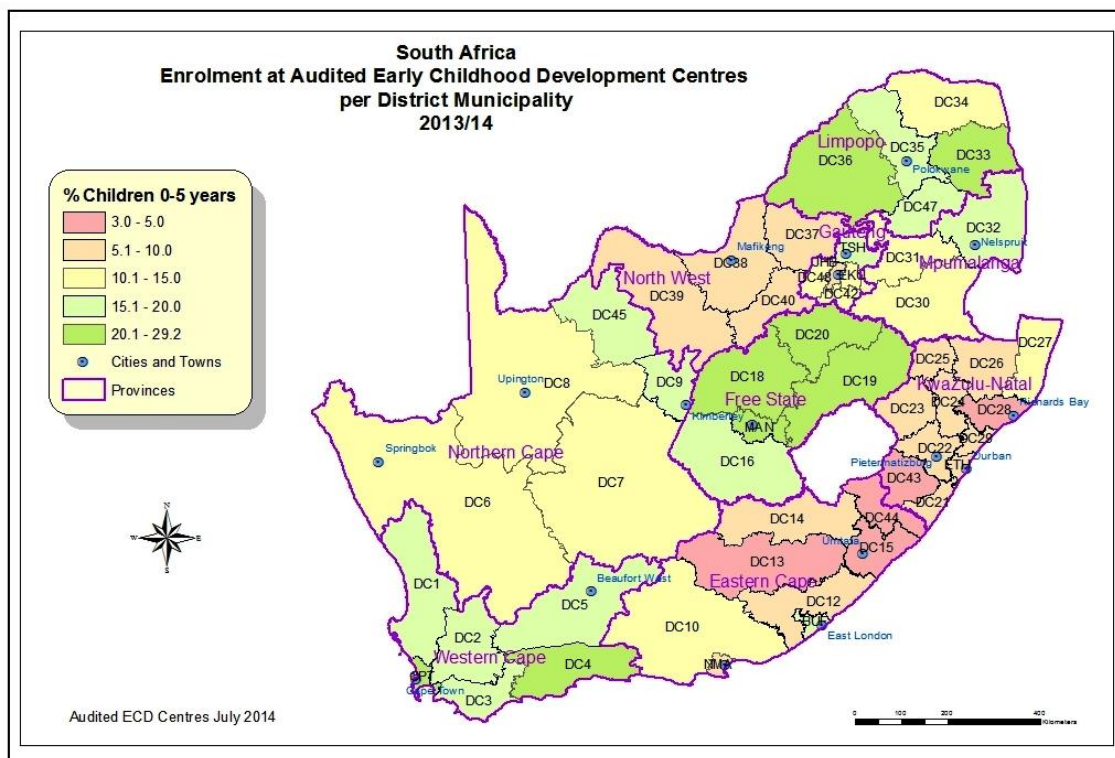 South Africa
Enrolment at Audited Early Childhood Development Centres
per District Municipality
2013/14
% Children 0-5 years
3.0 - 5.0
5.1 - 10.0
10.1 - 15.0
15.1 - 20.0
20.1 - 29.2
Cities and Towns
Provinces
DC34
Limpopo
DC35
DC36
DC33
Polokwane
DC47
DC32
DC37
Gauteng
TSH
Nelspruit
Mafikeng
DC38
DC31
Mpumalanga
North West
DC48
EKU
DC39
DC42
DC40
DC30
DC45
DC20
DC27
DC25
DC26
DC8
DC9
DC18
DC19
KwaZulu-Natal
Upington
Free State
DC23
DC24
DC28
Richards Bay
Kimberley
MAN
DC29
Springbok
Northern Cape
DC22
Durban
DC16
Pietermatizburg
ETH
DC7
DC43
DC6
DC21
DC14
DC44
Umtata
DC15
DC13
Eastern Cape
DC1
Beaufort West
DC5
DC12
DC2
DC10
BUF
East London
Western Cape
DC4
NMA
CPT
Cape Town
DC3
N
W
E
S
Audited ECD Centres July 2014
0 100 200 400
Kilometers